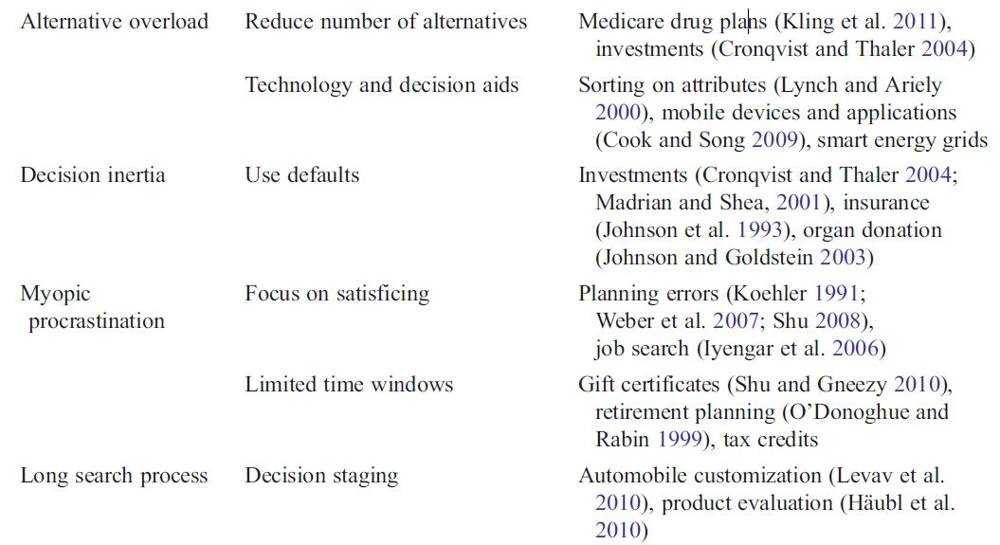 Alternative overload Reduce number of alternatives Medicare drug plans (Kling et al. 2011),
investments (Cronqvist and Thaler 2004)
Technology and decision aids Sorting on attributes (Lynch and Ariely
2000), mobile devices and applications
(Cook and Song 2009), smart energy grids
Decision inertia Use defaults Investments (Cronqvist and Thaler 2004;
Madrian and Shea, 2001), insurance
(Johnson et al. 1993), organ donation
(Johnson and Goldstein 2003)
Myopic Focus on satisficing Planning errors (Koehler 1991;
procrastination Weber et al. 2007; Shu 2008),
job search (Iyengar et al. 2006)
Limited time windows Gift certificates (Shu and Gneezy 2010),
retirement planning (O’Donoghue and
Rabin 1999), tax credits
Long search process Decision staging Automobile customization (Levav et al.
2010), product evaluation (Häubl et al.
2010)